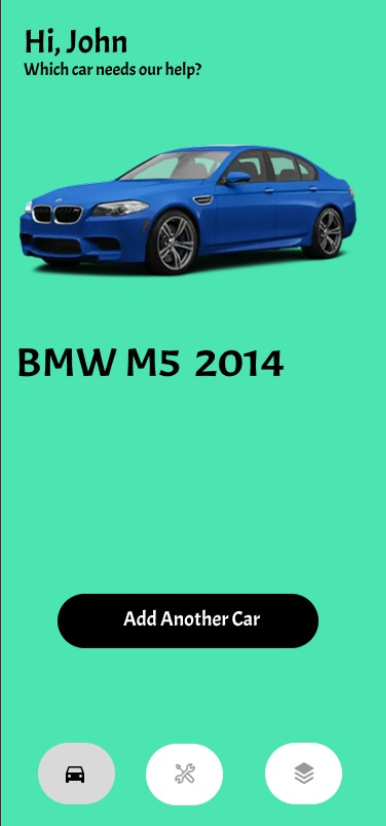 Hi, John
Which car needs our help?
BMW M5 2014
Add Another Car